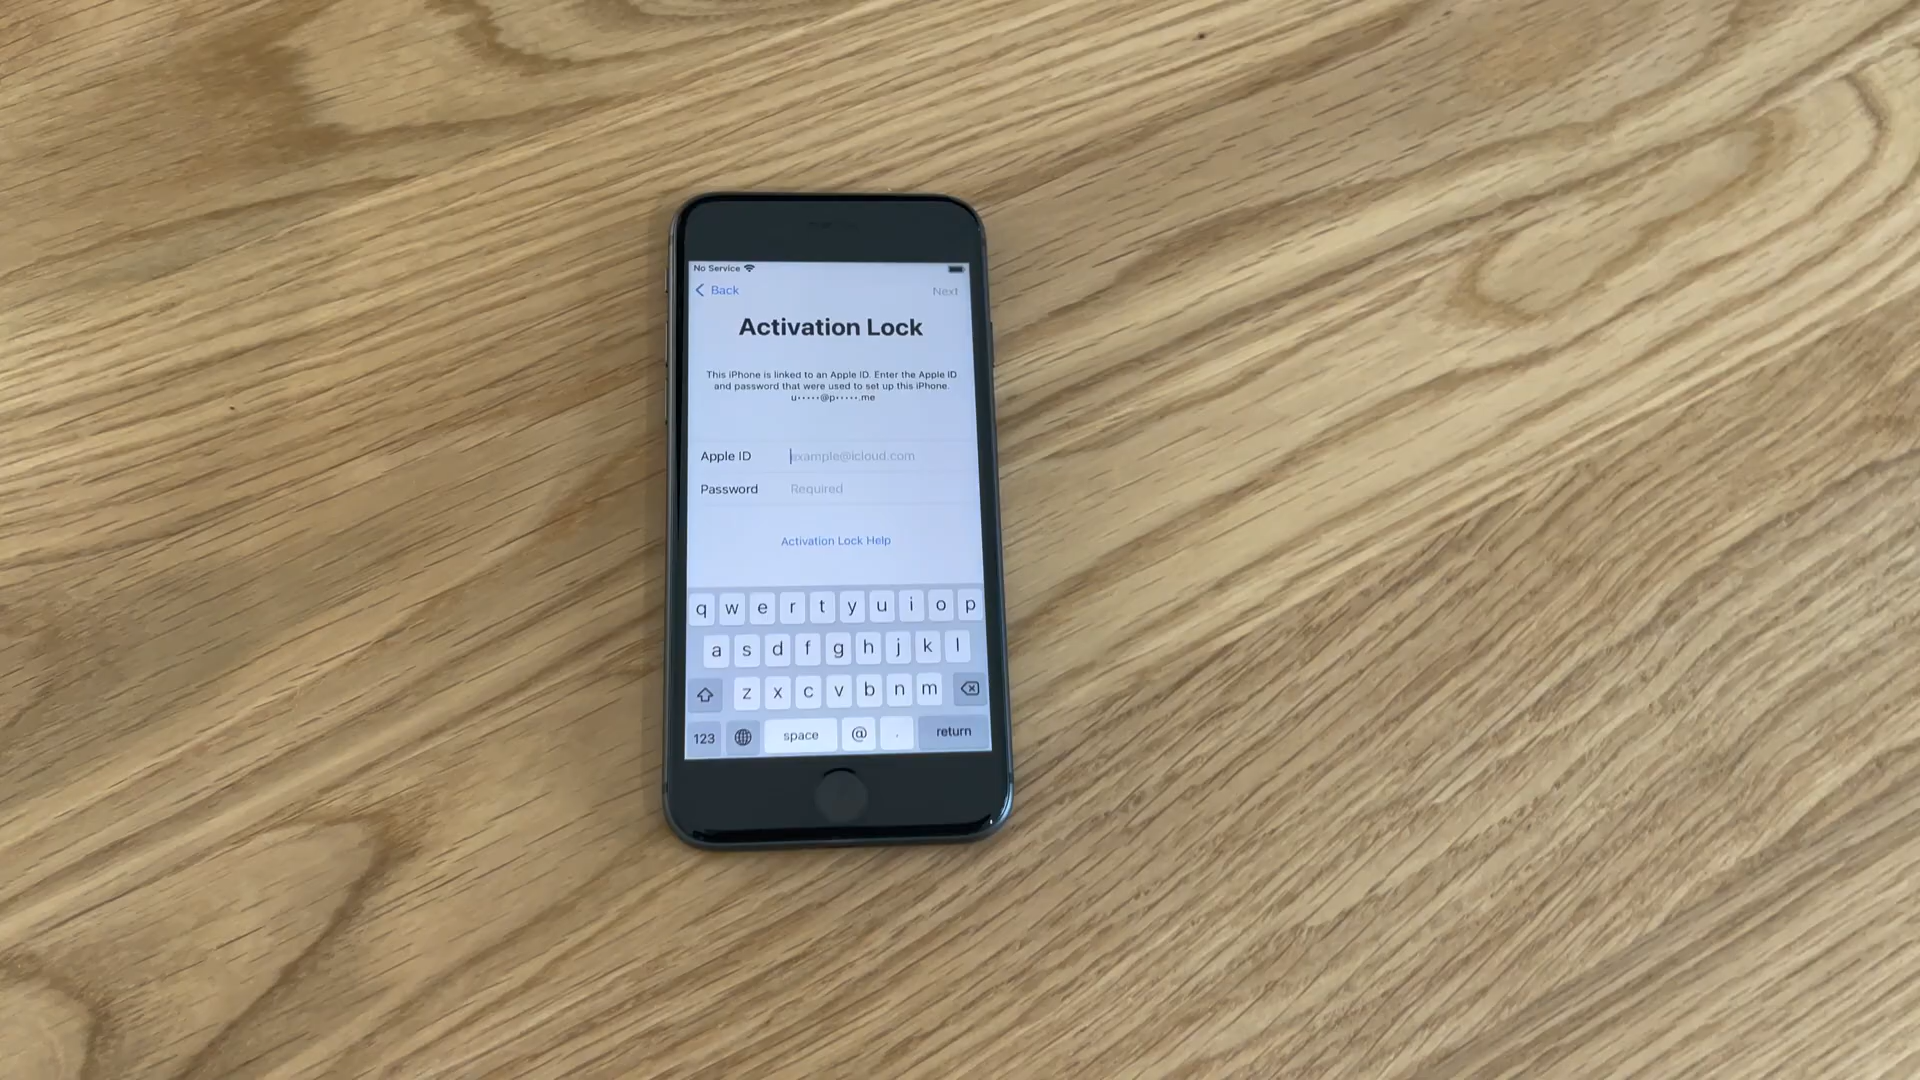 No Service
Back Next
Activation Lock
This iPhone is linked to an Apple ID. Enter the Apple ID
and password that were used to set up this iPhone.
u•••••@p•••••.me
Apple ID example@icloud.com
Password Required
Activation Lock Help
q w e r t y u i o p
a s d f g h j k l
z x c v b n m
123 space @ . return